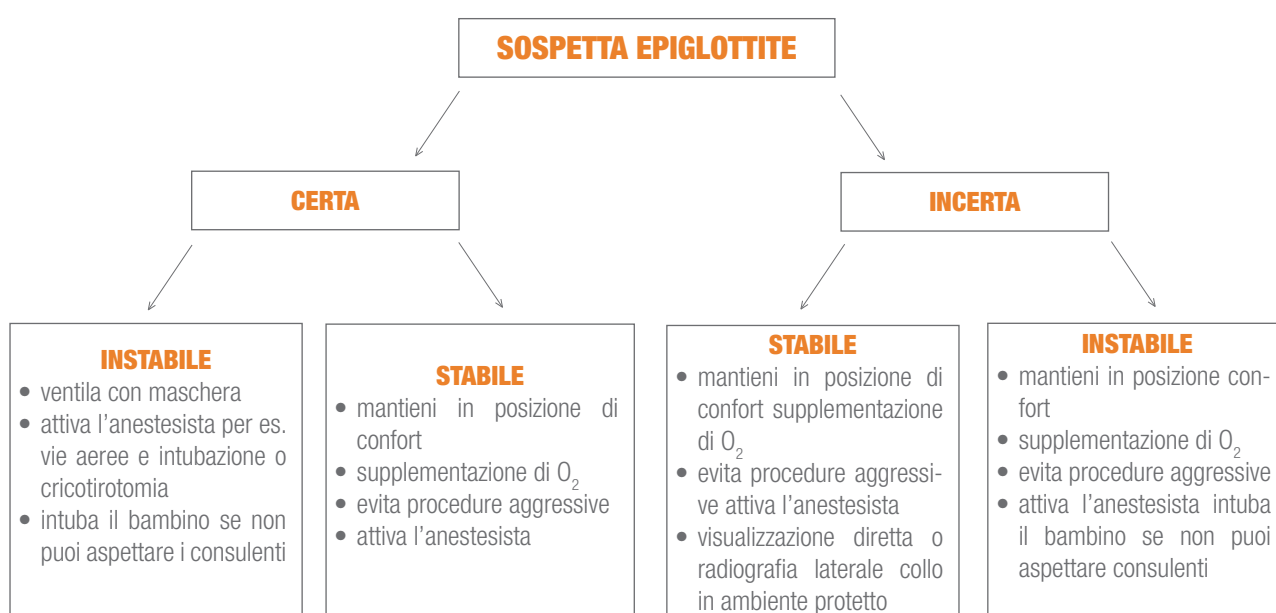 SOSPETTA EPIGLOTTITE
CERTA
INCERTA
INSTABILE
• ventila con maschera
• attiva l'anestesista per es.
vie aeree e intubazione o
cricotirotomia
• intuba il bambino se non
puoi aspettare i consulenti
STABILE
• mantieni in posizione di
confort
• supplementazione di O₂
• evita procedure aggressive
• attiva l'anestesista
STABILE
• mantieni in posizione di
confort supplementazione
di O₂
• evita procedure aggressi-
ve attiva l'anestesista
• visualizzazione diretta o
radiografia laterale collo
in ambiente protetto
INSTABILE
• mantieni in posizione con-
fort
• supplementazione di O₂
• evita procedure aggressive
• attiva l'anestesista intuba
il bambino se non puoi
aspettare consulenti